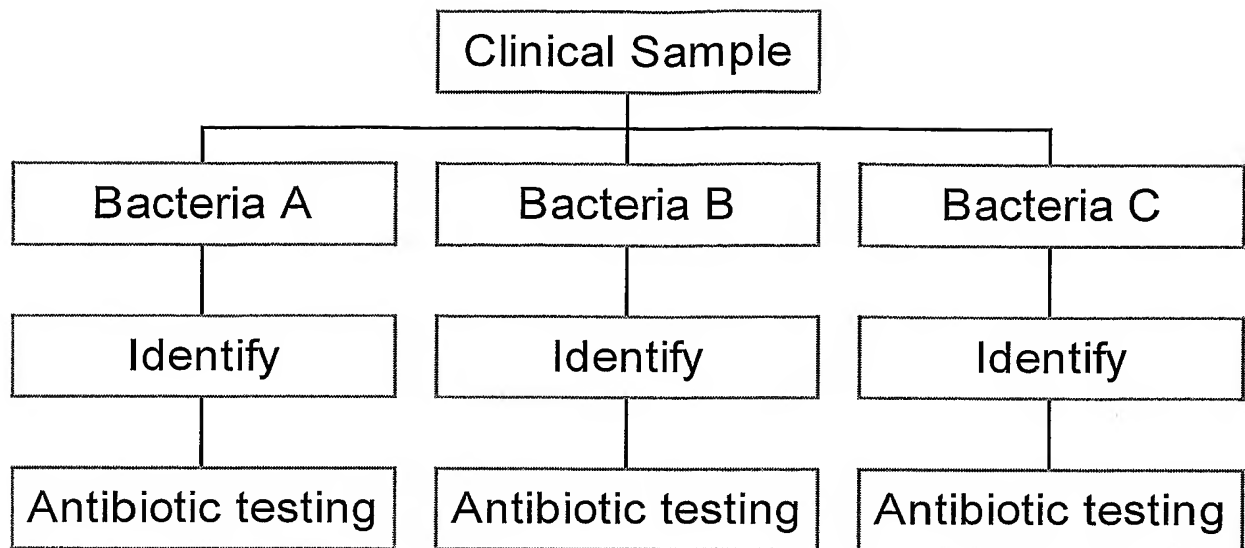 Clinical Sample
Bacteria A
Bacteria B
Bacteria C
Identify
Identify
Identify
Antibiotic testing
Antibiotic testing
Antibiotic testing